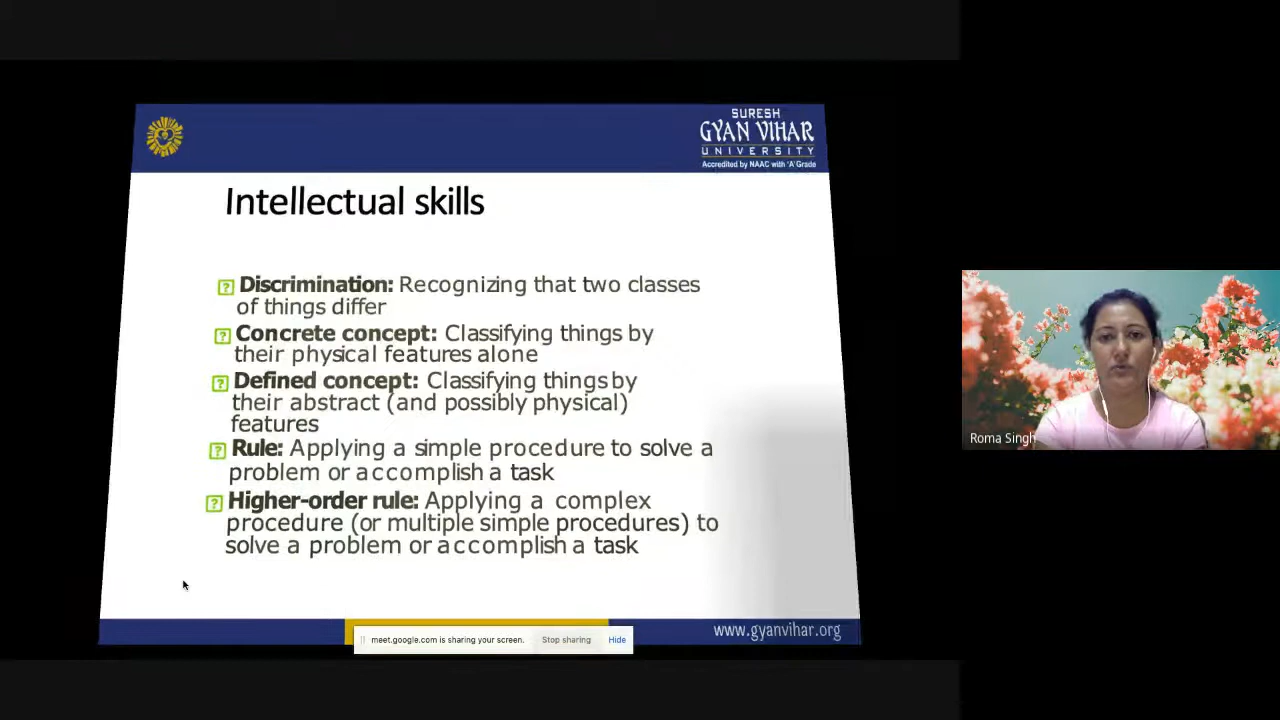 SURESH
GYAN VIHAR
UNIVERSITY
Accredited by NAAC with 'A' Grade
Intellectual skills
? Discrimination: Recognizing that two classes
of things differ
? Concrete concept: Classifying things by
their physical features alone
? Defined concept: Classifying things by
their abstract (and possibly physical)
features
? Rule: Applying a simple procedure to solve a
problem or accomplish a task
? Higher-order rule: Applying a complex
procedure (or multiple simple procedures) to
solve a problem or accomplish a task
www.gyanvihar.org
meet.google.com is sharing your screen. Stop sharing Hide
Roma Singh